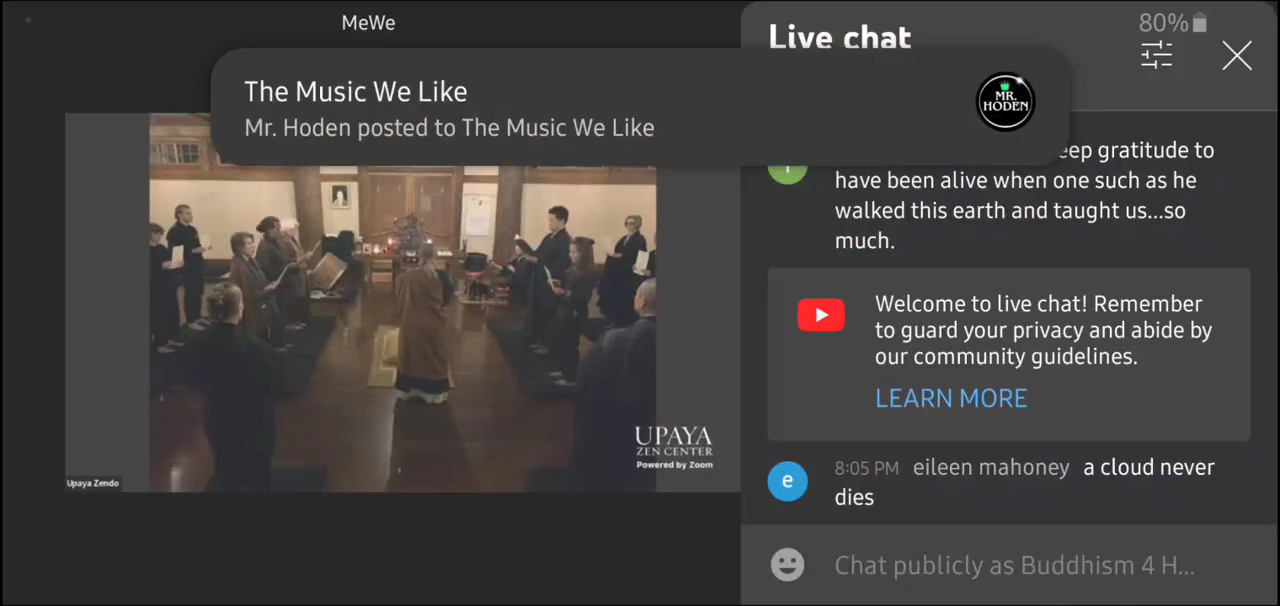 MeWe
80%
Live chat
The Music We Like
Mr. Hoden posted to The Music We Like
MR.
HODEN
eep gratitude to
have been alive when one such as he
walked this earth and taught us...so
much.
Welcome to live chat! Remember
to guard your privacy and abide by
our community guidelines.
LEARN MORE
8:05 PM eileen mahoney a cloud never
dies
e
Chat publicly as Buddhism 4 H...
UPAYA
ZEN CENTER
Powered by Zoom
Upaya Zendo